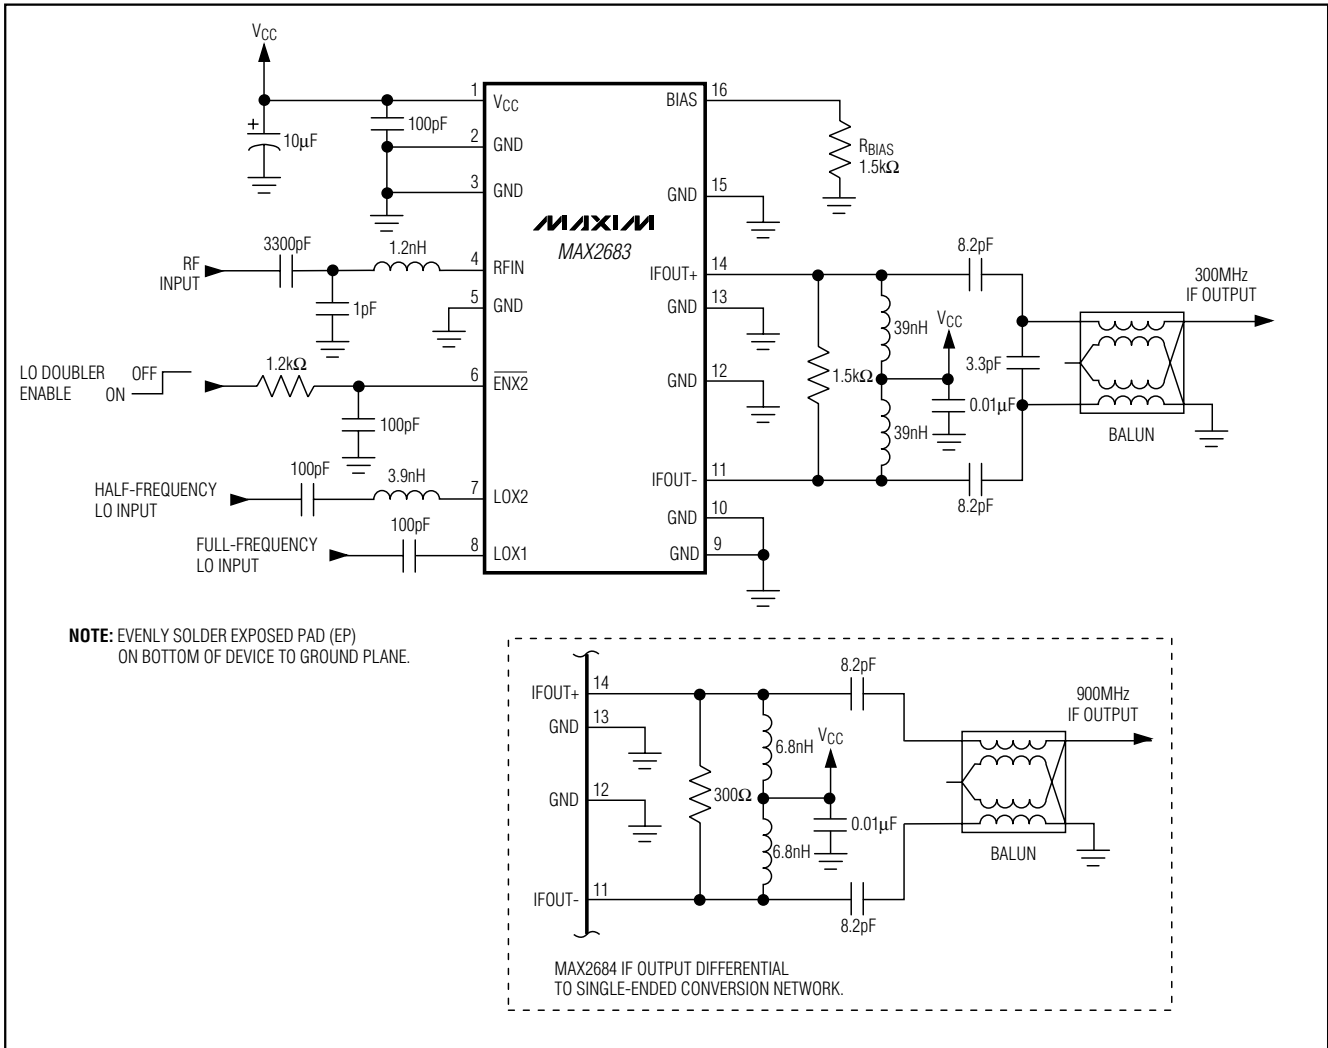 VCC
1
VCC
16
BIAS
+
10µF
100pF
2
GND
RBIAS
1.5kΩ
3
GND
15
GND
MAXIM
MAX2683
RF
INPUT
3300pF
1.2nH
4
RFIN
1pF
5
GND
14
IFOUT+
8.2pF
300MHz
IF OUTPUT
13
GND
39nH
VCC
1.5kΩ
3.3pF
LO DOUBLER
ENABLE
OFF
ON
1.2kΩ
6
ENX2
100pF
12
GND
0.01µF
39nH
BALUN
HALF-FREQUENCY
LO INPUT
100pF
3.9nH
7
LOX2
11
IFOUT-
8.2pF
10
GND
FULL-FREQUENCY
LO INPUT
100pF
8
LOX1
9
GND
NOTE: EVENLY SOLDER EXPOSED PAD (EP)
ON BOTTOM OF DEVICE TO GROUND PLANE.
IFOUT+
14
8.2pF
900MHz
IF OUTPUT
GND
13
6.8nH
VCC
GND
12
300Ω
0.01µF
6.8nH
BALUN
IFOUT-
11
8.2pF
MAX2684 IF OUTPUT DIFFERENTIAL
TO SINGLE-ENDED CONVERSION NETWORK.